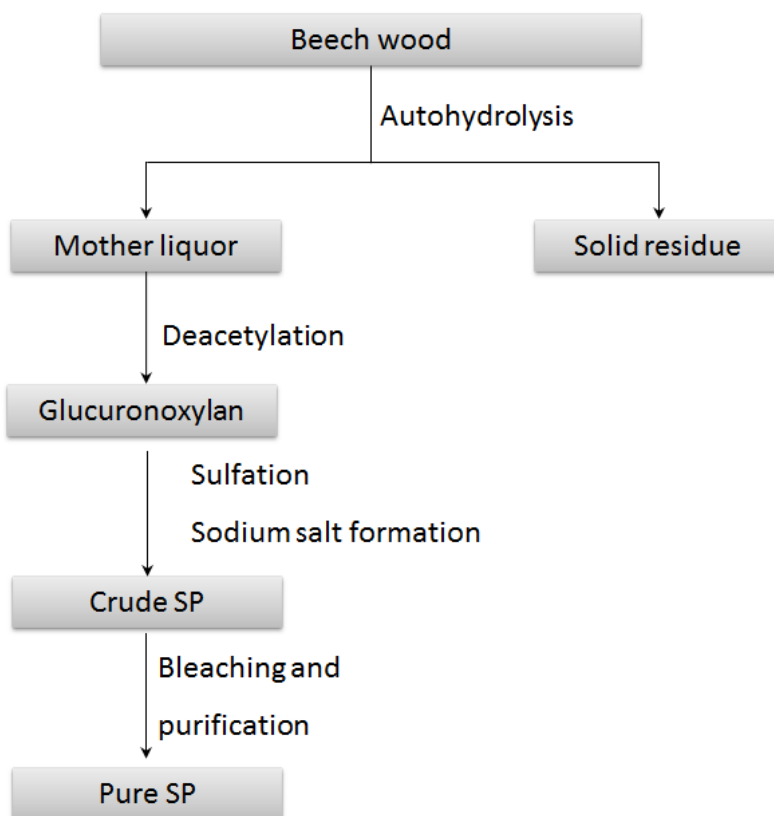 Beech wood
Autohydrolysis
Mother liquor
Solid residue
Deacetylation
Glucuronoxylan
Sulfation
Sodium salt formation
Crude SP
Bleaching and
purification
Pure SP